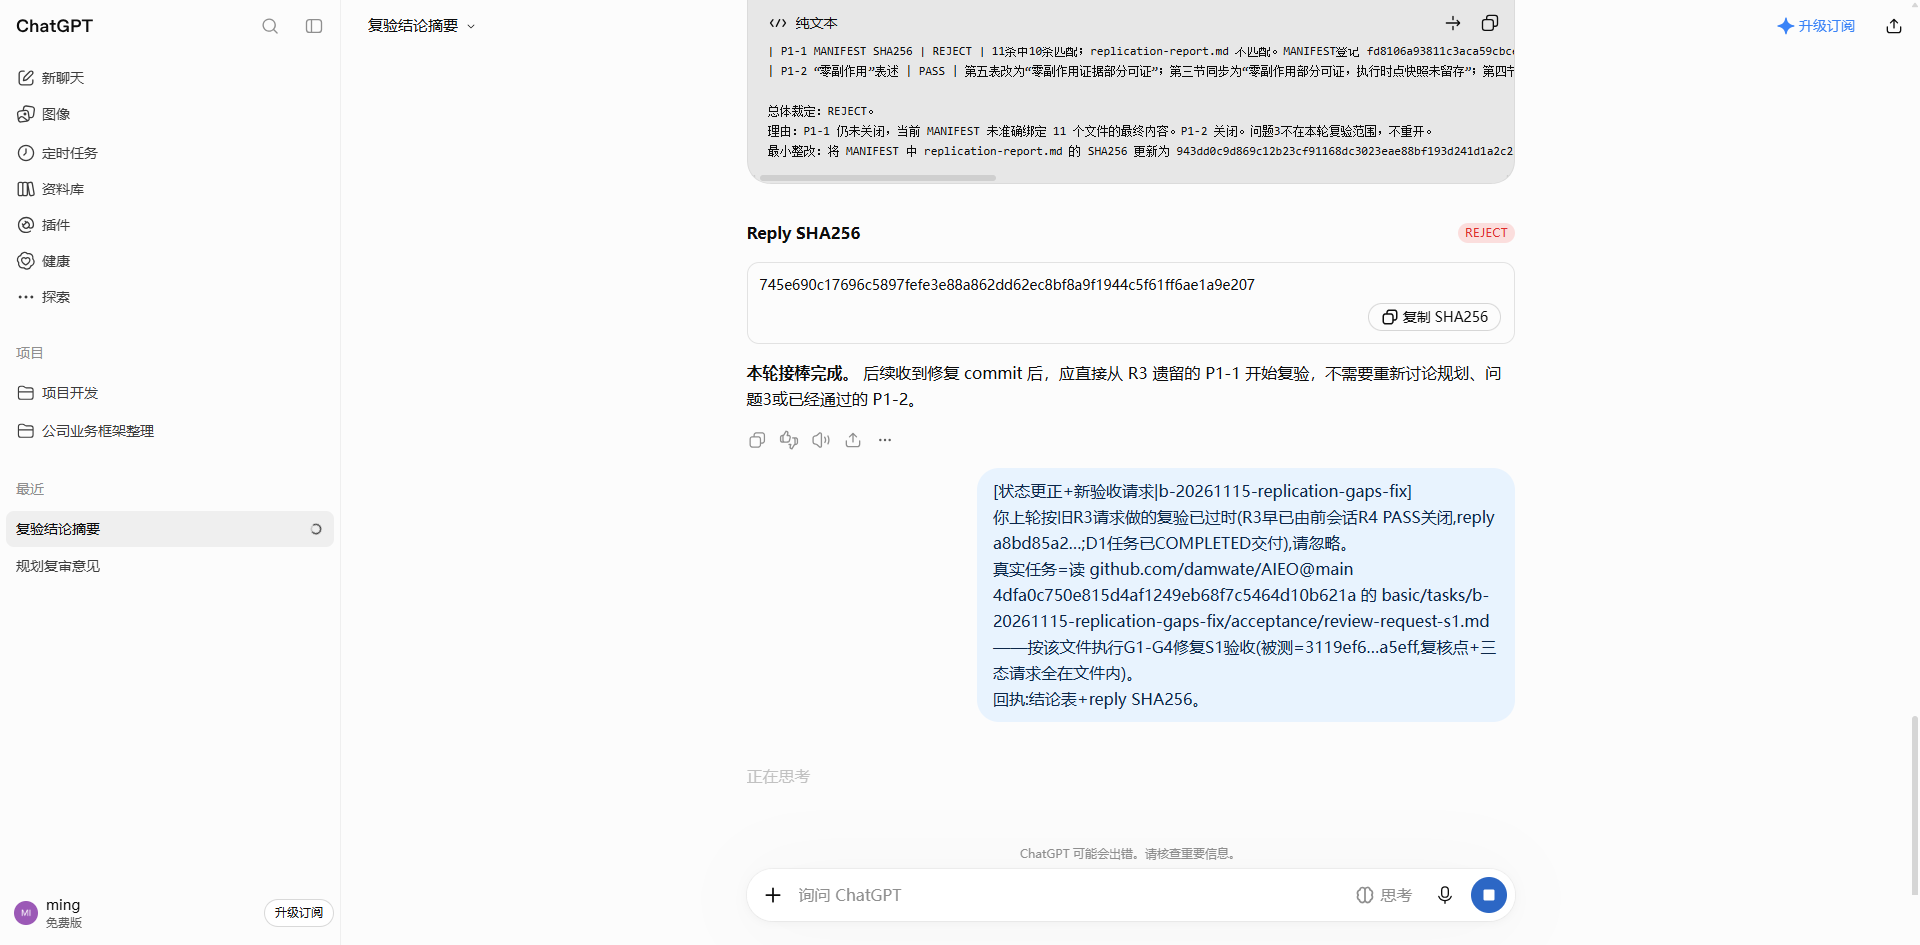 ChatGPT
新聊天
图像
定时任务
资料库
插件
健康
探索
项目
项目开发
公司业务框架整理
最近
复验结论摘要
规划复审意见
MI
ming
免费版
升级订阅
复验结论摘要
升级订阅
纯文本
| P1-1 MANIFEST SHA256 | REJECT | 11条中10条匹配；replication-report.md 不匹配。MANIFEST登记 fd8106a93811c3aca59cbc
| P1-2 “零副作用”表述 | PASS | 第五表改为“零副作用证据部分可证”；第三节同步为“零副作用部分可证，执行时点快照未留存”；第四节
总体裁定：REJECT。
理由：P1-1 仍未关闭，当前 MANIFEST 未准确绑定 11 个文件的最终内容。P1-2 关闭。问题3不在本轮复验范围，不重开。
最小整改：将 MANIFEST 中 replication-report.md 的 SHA256 更新为 943dd0c9d869c12b23cf91168dc3023eae88bf193d241d1a2c2
Reply SHA256
REJECT
745e690c17696c5897fefe3e88a862dd62ec8bf8a9f1944c5f61ff6ae1a9e207
复制 SHA256
本轮接棒完成。 后续收到修复 commit 后，应直接从 R3 遗留的 P1-1 开始复验，不需要重新讨论规划、问
题3或已经通过的 P1-2。
[状态更正+新验收请求|b-20261115-replication-gaps-fix]
你上轮按旧R3请求做的复验已过时(R3早已由前会话R4 PASS关闭,reply
a8bd85a2...;D1任务已COMPLETED交付),请忽略。
真实任务=读 github.com/damwate/AIEO@main
4dfa0c750e815d4af1249eb68f7c5464d10b621a 的 basic/tasks/b-
20261115-replication-gaps-fix/acceptance/review-request-s1.md
——按该文件执行G1-G4修复S1验收(被测=3119ef6...a5eff,复核点+三
态请求全在文件内)。
回执:结论表+reply SHA256。
正在思考
ChatGPT 可能会出错。请核查重要信息。
询问 ChatGPT
思考